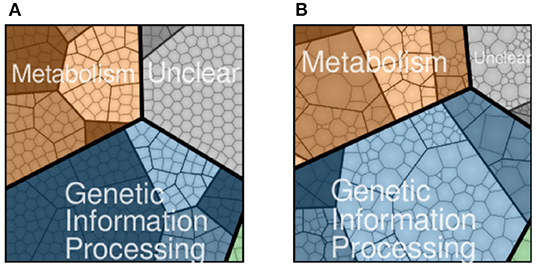 A
B
Metabolism
Unclear
Genetic
Information
Processing
Metabolism
Unclear
Genetic
Information
Processing